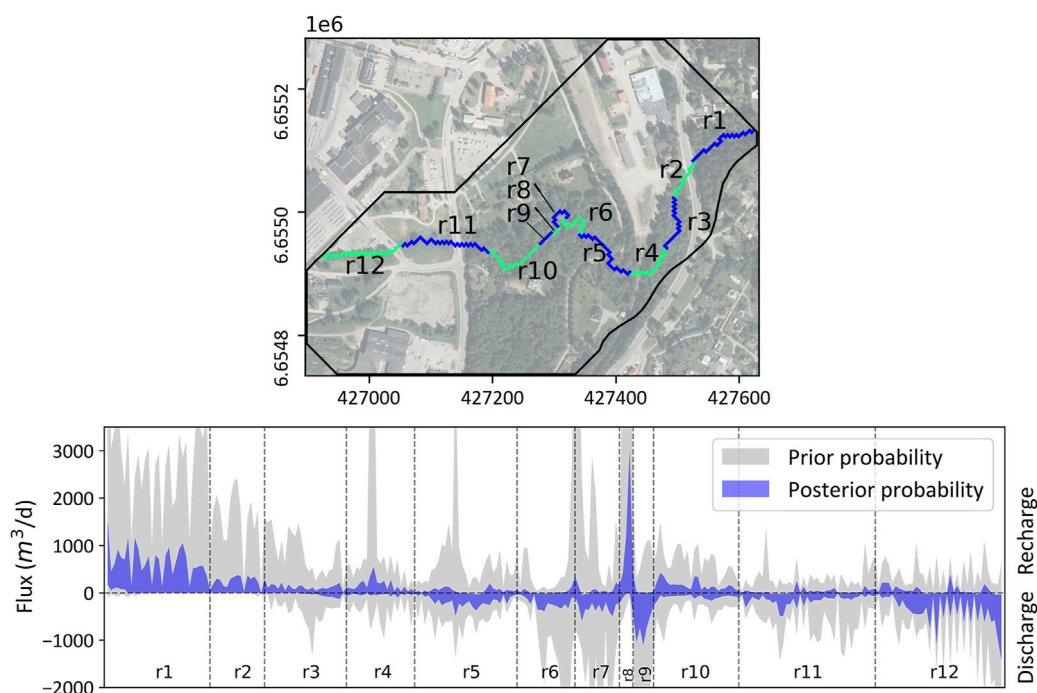 1e6
6.6552
6.6550
6.6548
r1
r2
r3
r4
r5
r6
r7
r8
r9
r10
r11
r12
427000 427200 427400 427600
Flux (m³/d)
3000
2000
1000
0
−1000
−2000
Prior probability
Posterior probability
r1 r2 r3 r4 r5 r6 r7 r8 r9 r10 r11 r12
Discharge Recharge